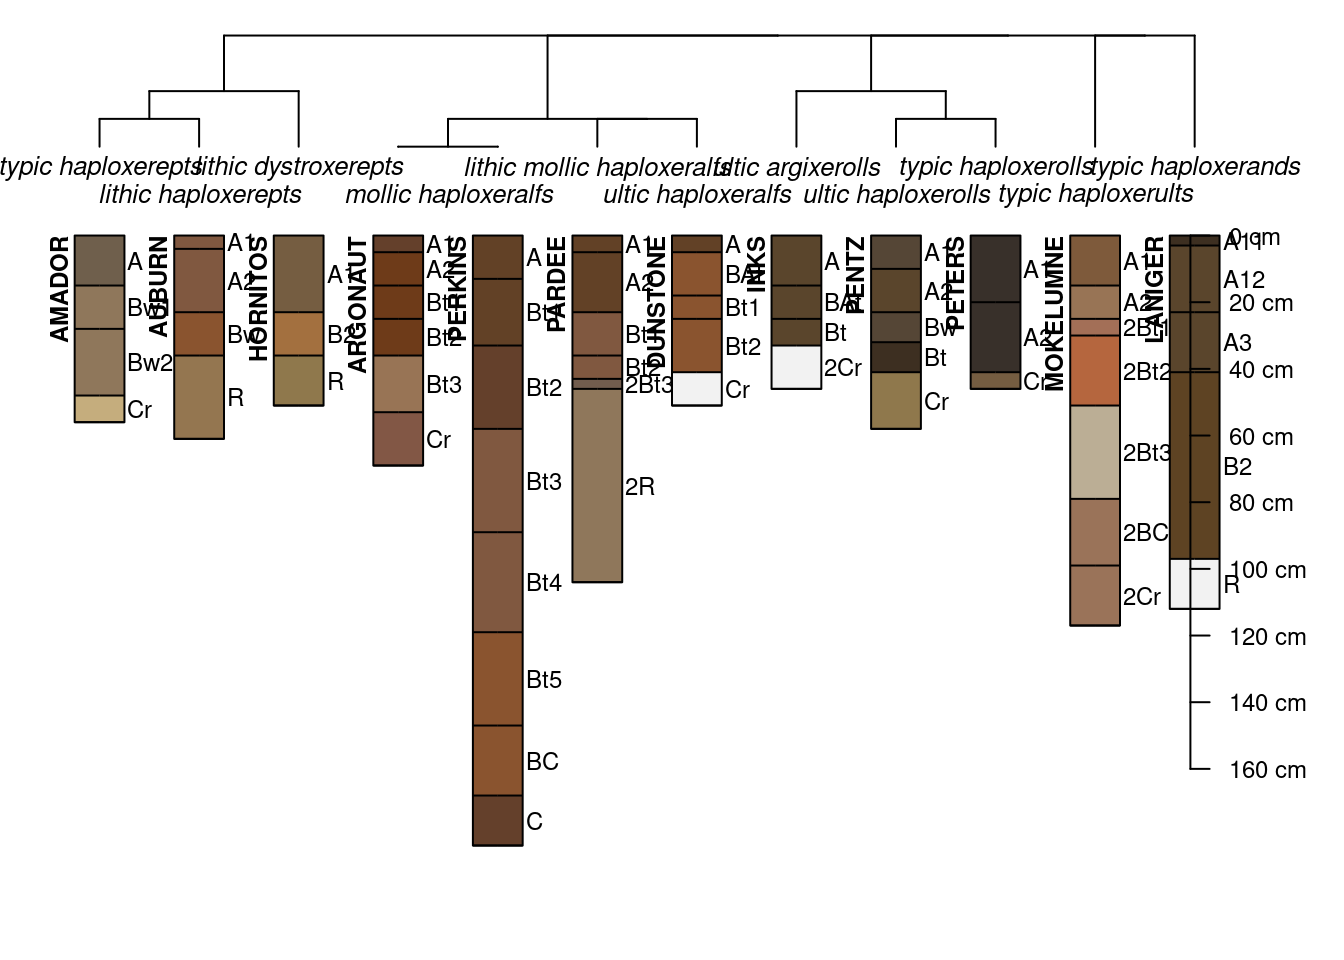 typic haploxerepts
lithic dystroxerepts
lithic mollic haploxeralfs
ultic argixerolls
typic haploxerolls
typic haploxerands
lithic haploxerepts
mollic haploxeralfs
ultic haploxeralfs
ultic haploxerolls
typic haploxerults
AMADOR
A
Bw1
Bw2
Cr
AUBURN
A1
A2
Bw
R
HORNITOS
A1
B2
R
ARGONAUT
A1
A2
Bt1
Bt2
Bt3
Cr
PERKINS
A
Bt1
Bt2
Bt3
Bt4
Bt5
BC
C
PARDEE
A1
A2
Bt1
Bt2
2Bt3
2R
DUNSTONE
A
BAt
Bt1
Bt2
Cr
INKS
A
BAt
Bt
2Cr
PENTZ
A1
A2
Bw
Bt
Cr
PETERS
A1
A2
Cr
MOKELUMNE
A1
A2
2Bt1
2Bt2
2Bt3
2BC
2Cr
LANIGER
A11
A12
A3
B2
R
0 cm
20 cm
40 cm
60 cm
80 cm
100 cm
120 cm
140 cm
160 cm